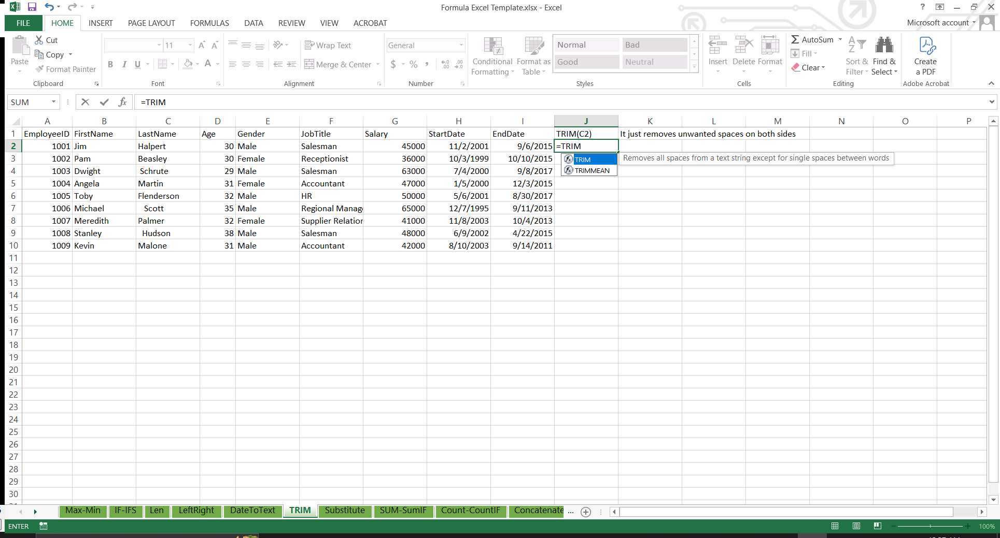 Formula Excel Template.xlsx - Excel
?
FILE HOME INSERT PAGE LAYOUT FORMULAS DATA REVIEW VIEW ACROBAT Microsoft account
Paste
Cut
Copy
Format Painter
Clipboard
11
A A
B I U A
Font
Wrap Text
Merge & Center
Alignment
General
$ % ,
Number
Conditional Formatting
Format as Table
Normal Bad
Good Neutral
Styles
Insert Delete Format
Cells
AutoSum
Fill
Clear
Sort & Filter
Find & Select
Editing
Create a PDF
Adobe Acrobat
SUM fx =TRIM
A B C D E F G H I J K L M N O P
1 EmployeeID FirstName LastName Age Gender JobTitle Salary StartDate EndDate TRIM(C2) It just removes unwanted spaces on both sides
2 1001 Jim Halpert 30 Male Salesman 45000 11/2/2001 9/6/2015 =TRIM
3 1002 Pam Beasley 30 Female Receptionist 36000 10/3/1999 10/10/2015
TRIM Removes all spaces from a text string except for single spaces between words
4 1003 Dwight Schrute 29 Male Salesman 63000 7/4/2000 9/8/2017
TRIMMEAN
5 1004 Angela Martin 31 Female Accountant 47000 1/5/2000 12/3/2015
6 1005 Toby Flenderson 32 Male HR 50000 5/6/2001 8/30/2017
7 1006 Michael Scott 35 Male Regional Manag 65000 12/7/1995 9/11/2013
8 1007 Meredith Palmer 32 Female Supplier Relation 41000 11/8/2003 10/4/2013
9 1008 Stanley Hudson 38 Male Salesman 48000 6/9/2002 4/22/2015
10 1009 Kevin Malone 31 Male Accountant 42000 8/10/2003 9/14/2011
11
12
13
14
15
16
17
18
19
20
21
22
23
24
25
26
27
28
29
30
Max-Min IF-IFS Len LeftRight DateToText TRIM Substitute SUM-SumIF Count-CountIF Concatenate ...
ENTER 100%